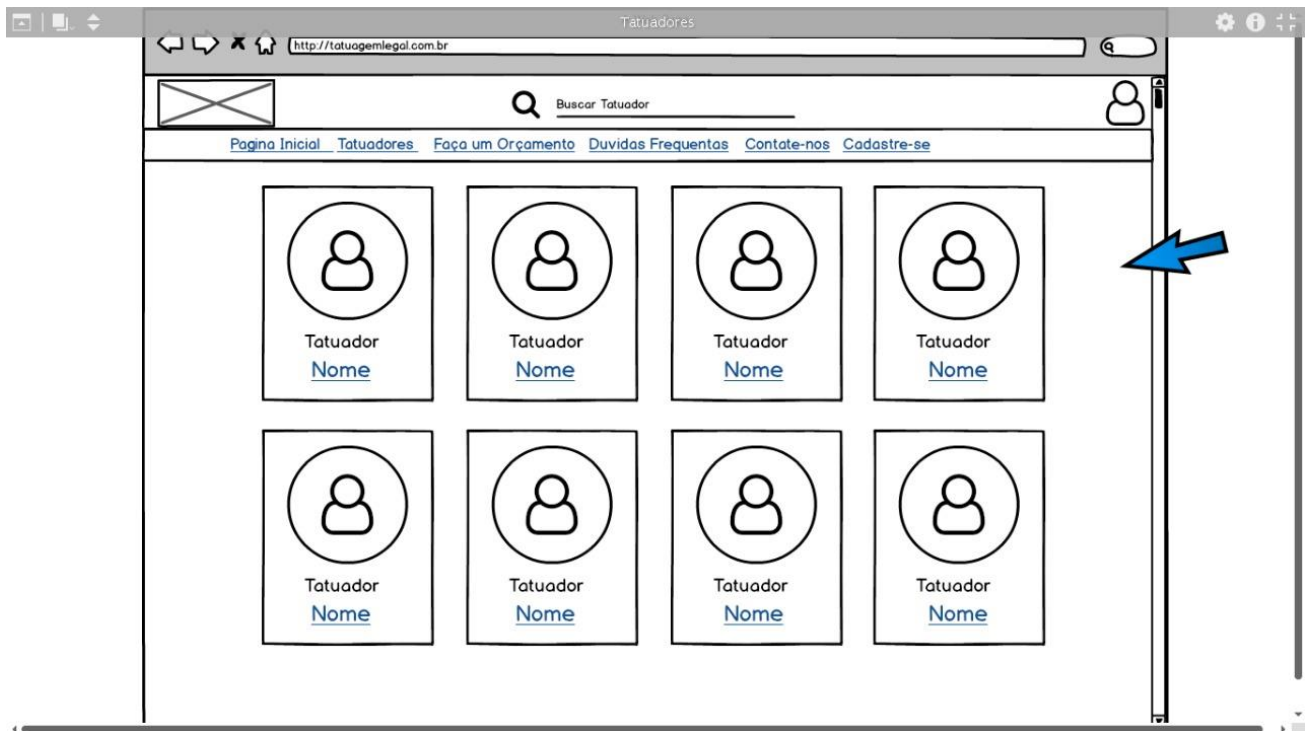 Tatuadores
http://tatuagemlegal.com.br
Buscar Tatuador
Pagina Inicial Tatuadores Faça um Orçamento Duvidas Frequentas Contate-nos Cadastre-se
Tatuador Tatuador Tatuador Tatuador
Nome Nome Nome Nome
Tatuador Tatuador Tatuador Tatuador
Nome Nome Nome Nome